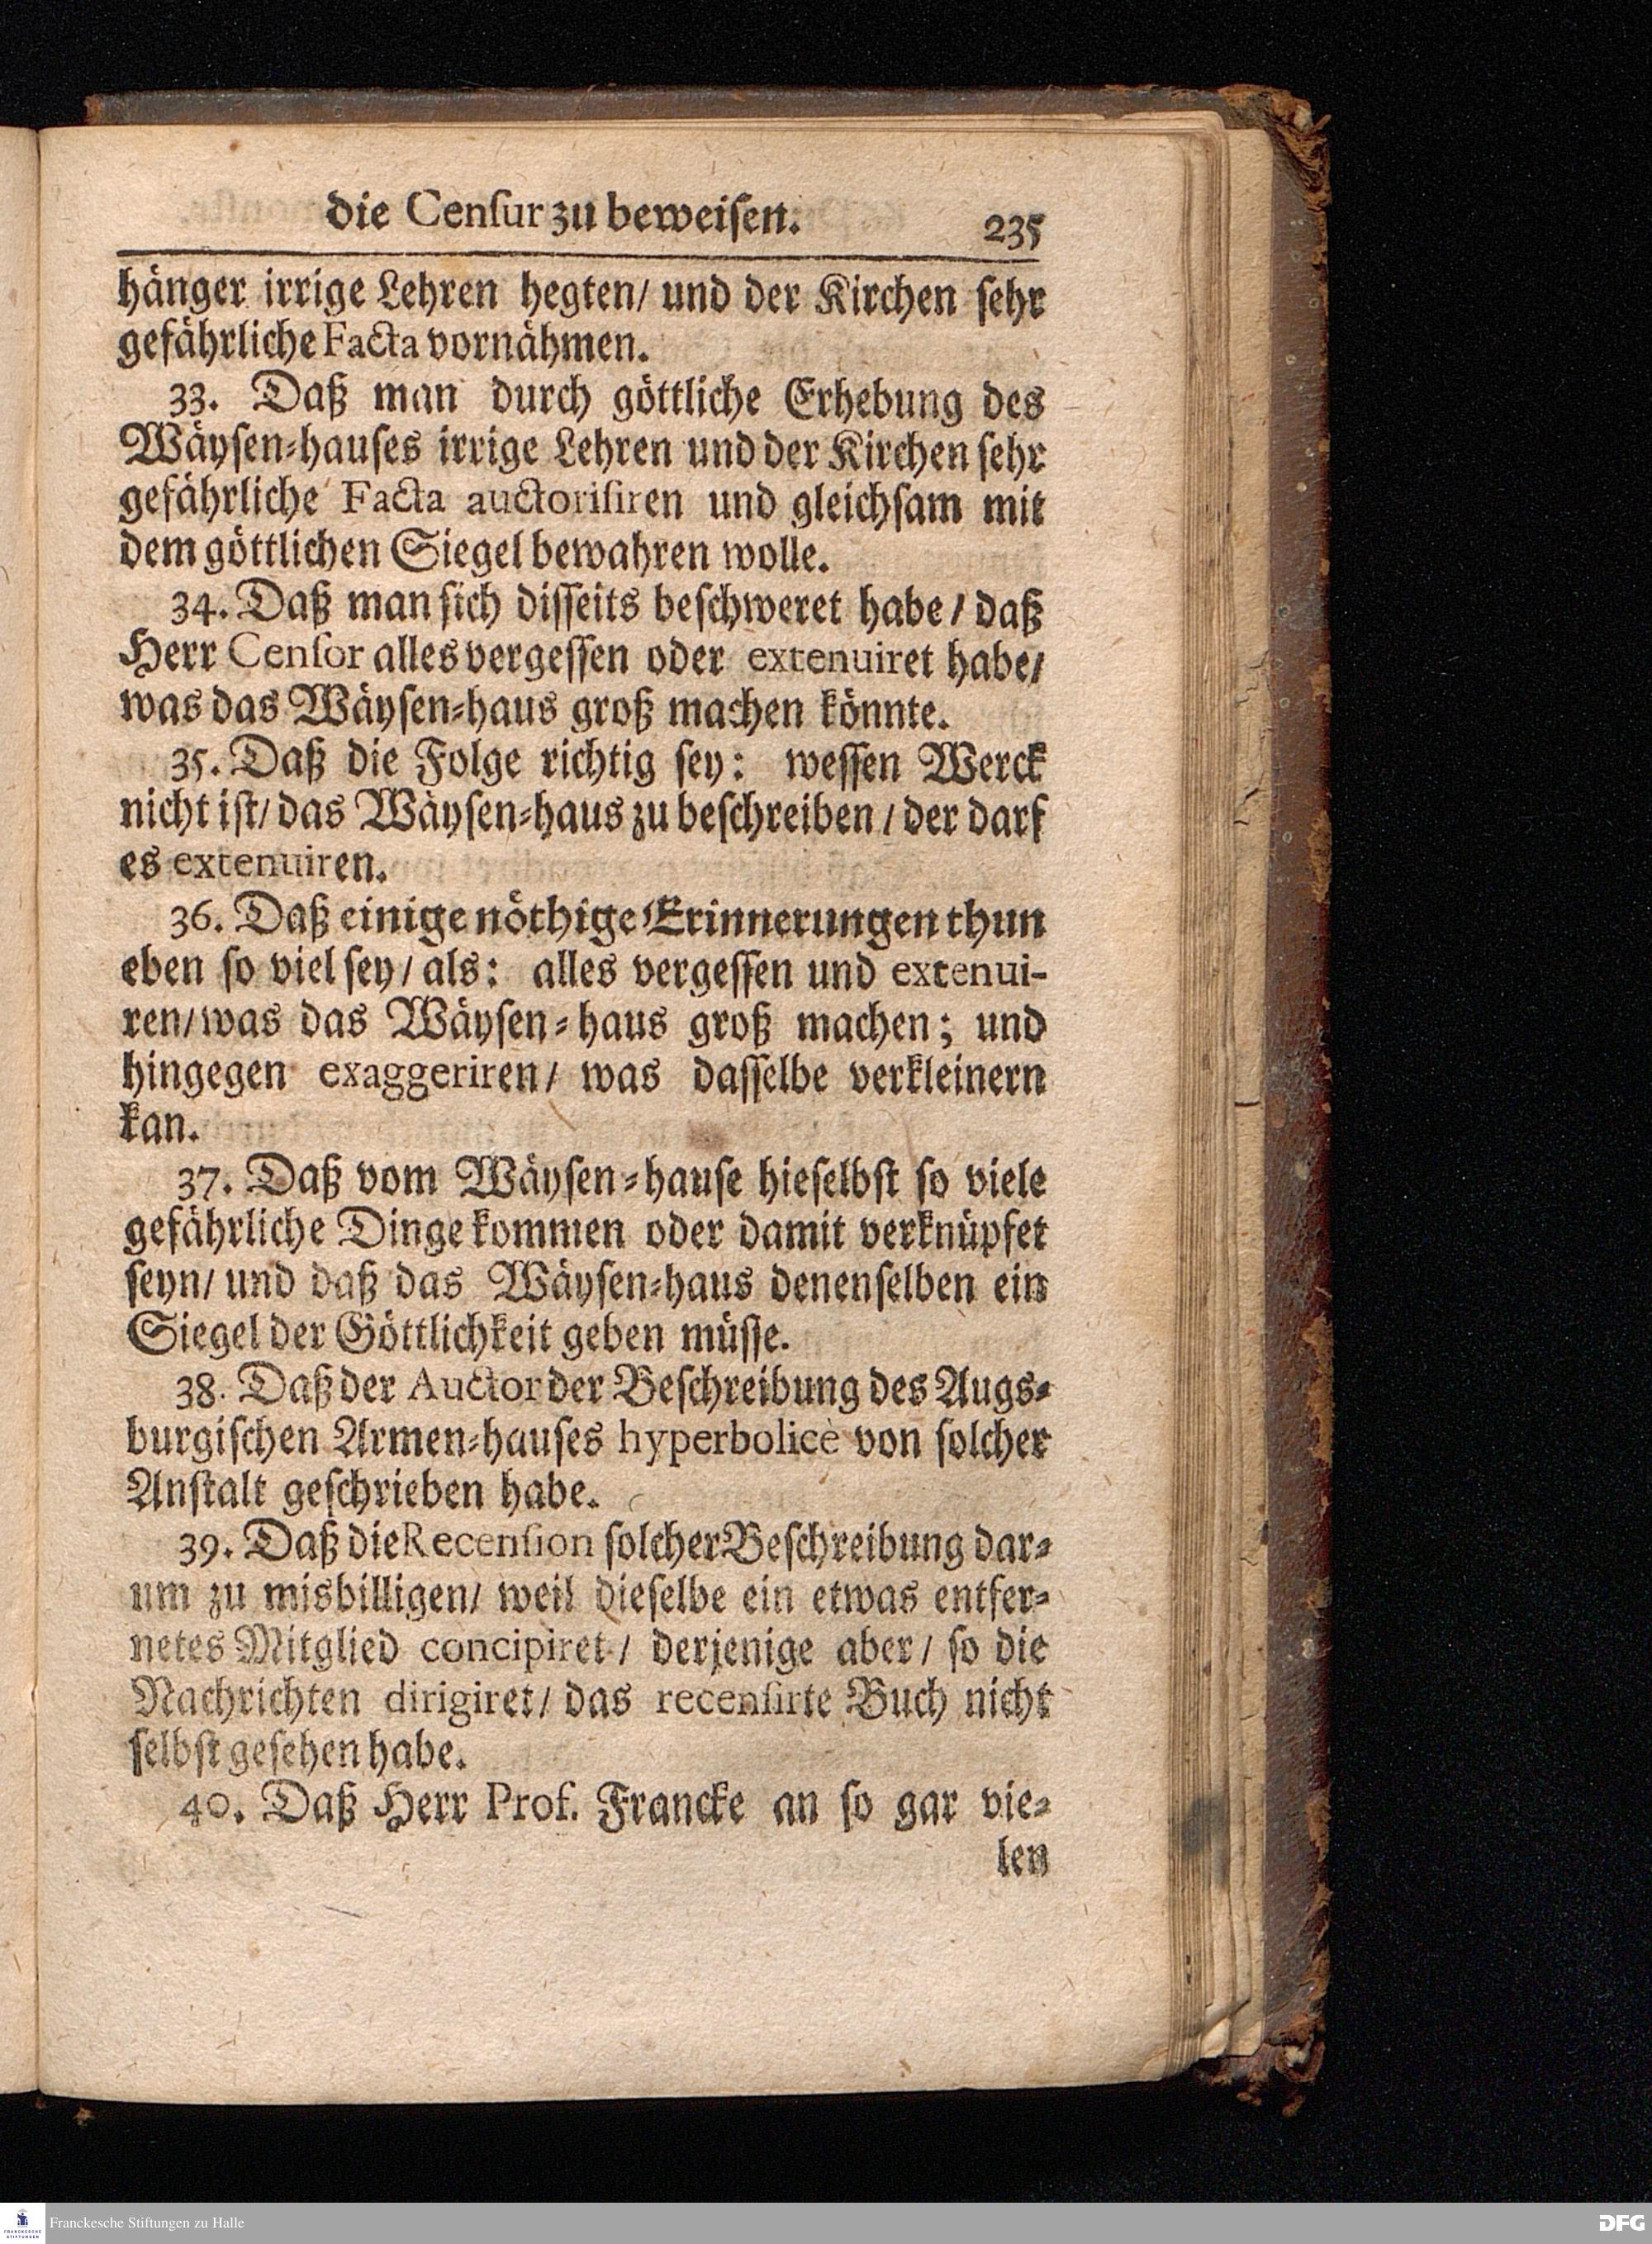 die Cenſur zu beweiſen. 235
hänger irrige Lehren hegten/ und der Kirchen ſehr
gefährliche Facta vornähmen.
33. Daß man durch göttliche Erhebung des
Wäyſen-hauſes irrige Lehren und der Kirchen ſehr
gefährliche Facta auctoriſiren und gleichſam mit
dem göttlichen Siegel bewahren wolle.
34. Daß man ſich diſſeits beſchweret habe / daß
Herr Cenſor alles vergeſſen oder extenuiret habe/
was das Wäyſen-haus groß machen könnte.
35. Daß die Folge richtig ſey: weſſen Werck
nicht iſt/ das Wäyſen-haus zu beſchreiben / der darf
es extenuiren.
36. Daß einige nöthige Erinnerungen thun
eben ſo viel ſey / als: alles vergeſſen und extenui-
ren/ was das Wäyſen-haus groß machen; und
hingegen exaggeriren/ was daſſelbe verkleinern
kan.
37. Daß vom Wäyſen-hauſe hieſelbſt ſo viele
gefährliche Dinge kommen oder damit verknüpfet
ſeyn/ und daß das Wäyſen-haus denenſelben ein
Siegel der Göttlichkeit geben müſſe.
38. Daß der Auctor der Beſchreibung des Augs-
burgiſchen Armen-hauſes hyperbolicè von ſolcher
Anſtalt geſchrieben habe.
39. Daß die Recenſion ſolcher Beſchreibung dar-
um zu misbilligen/ weil dieſelbe ein etwas entfer-
netes Mitglied concipiret / derjenige aber / ſo die
Nachrichten dirigiret/ das recenſirte Buch nicht
ſelbſt geſehen habe.
40. Daß Herr Prof. Francke an ſo gar vie-
len
FRANCKESCHE STIFTUNGEN
Franckesche Stiftungen zu Halle
DFG